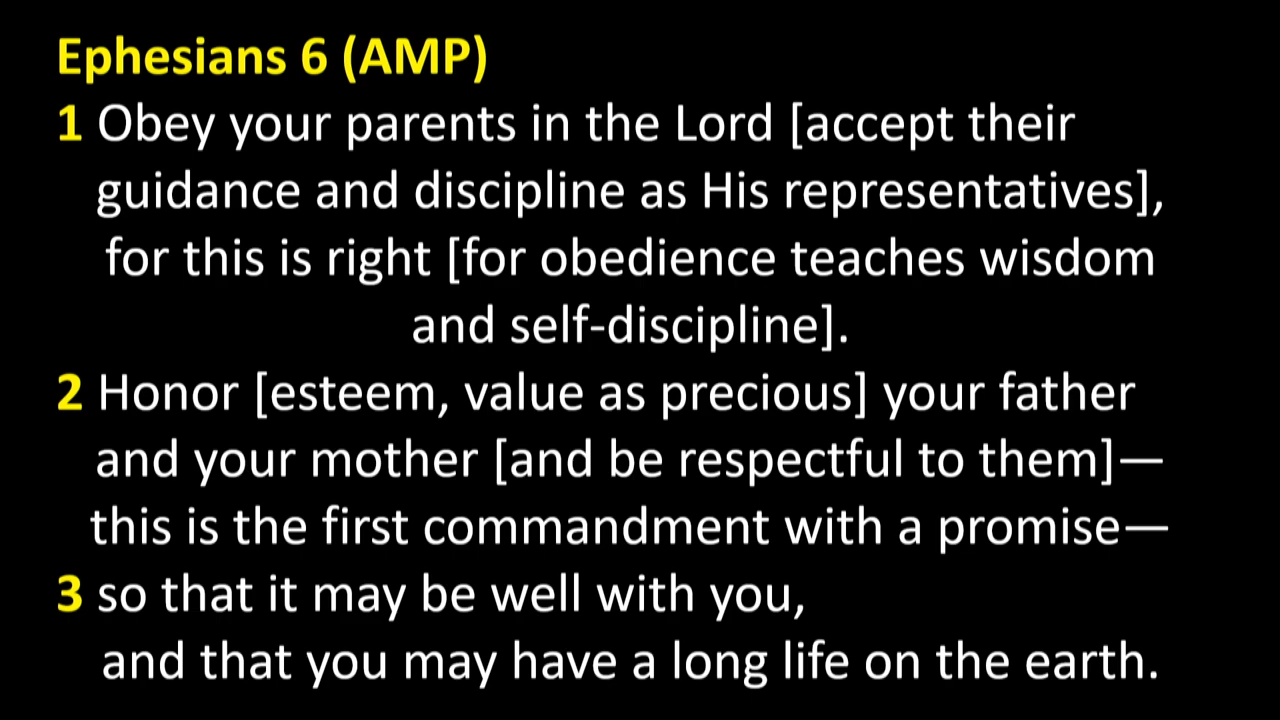 Ephesians 6 (AMP)
1 Obey your parents in the Lord [accept their
guidance and discipline as His representatives],
for this is right [for obedience teaches wisdom
and self-discipline].
2 Honor [esteem, value as precious] your father
and your mother [and be respectful to them]—
this is the first commandment with a promise—
3 so that it may be well with you,
and that you may have a long life on the earth.